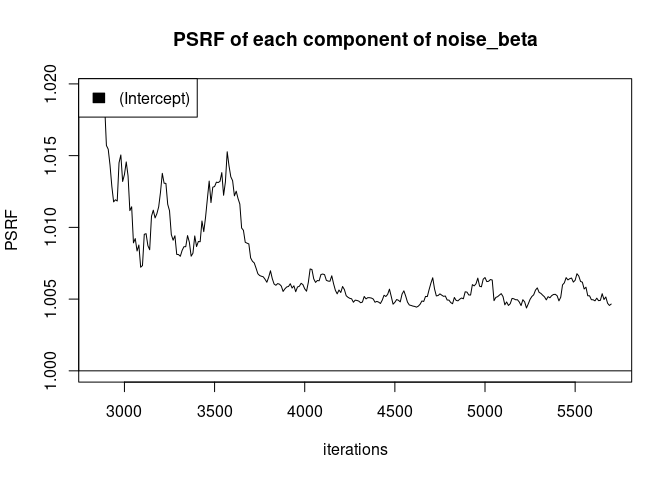 PSRF of each component of noise_beta
(Intercept)
PSRF
1.020
1.015
1.010
1.005
1.000
3000 3500 4000 4500 5000 5500
iterations